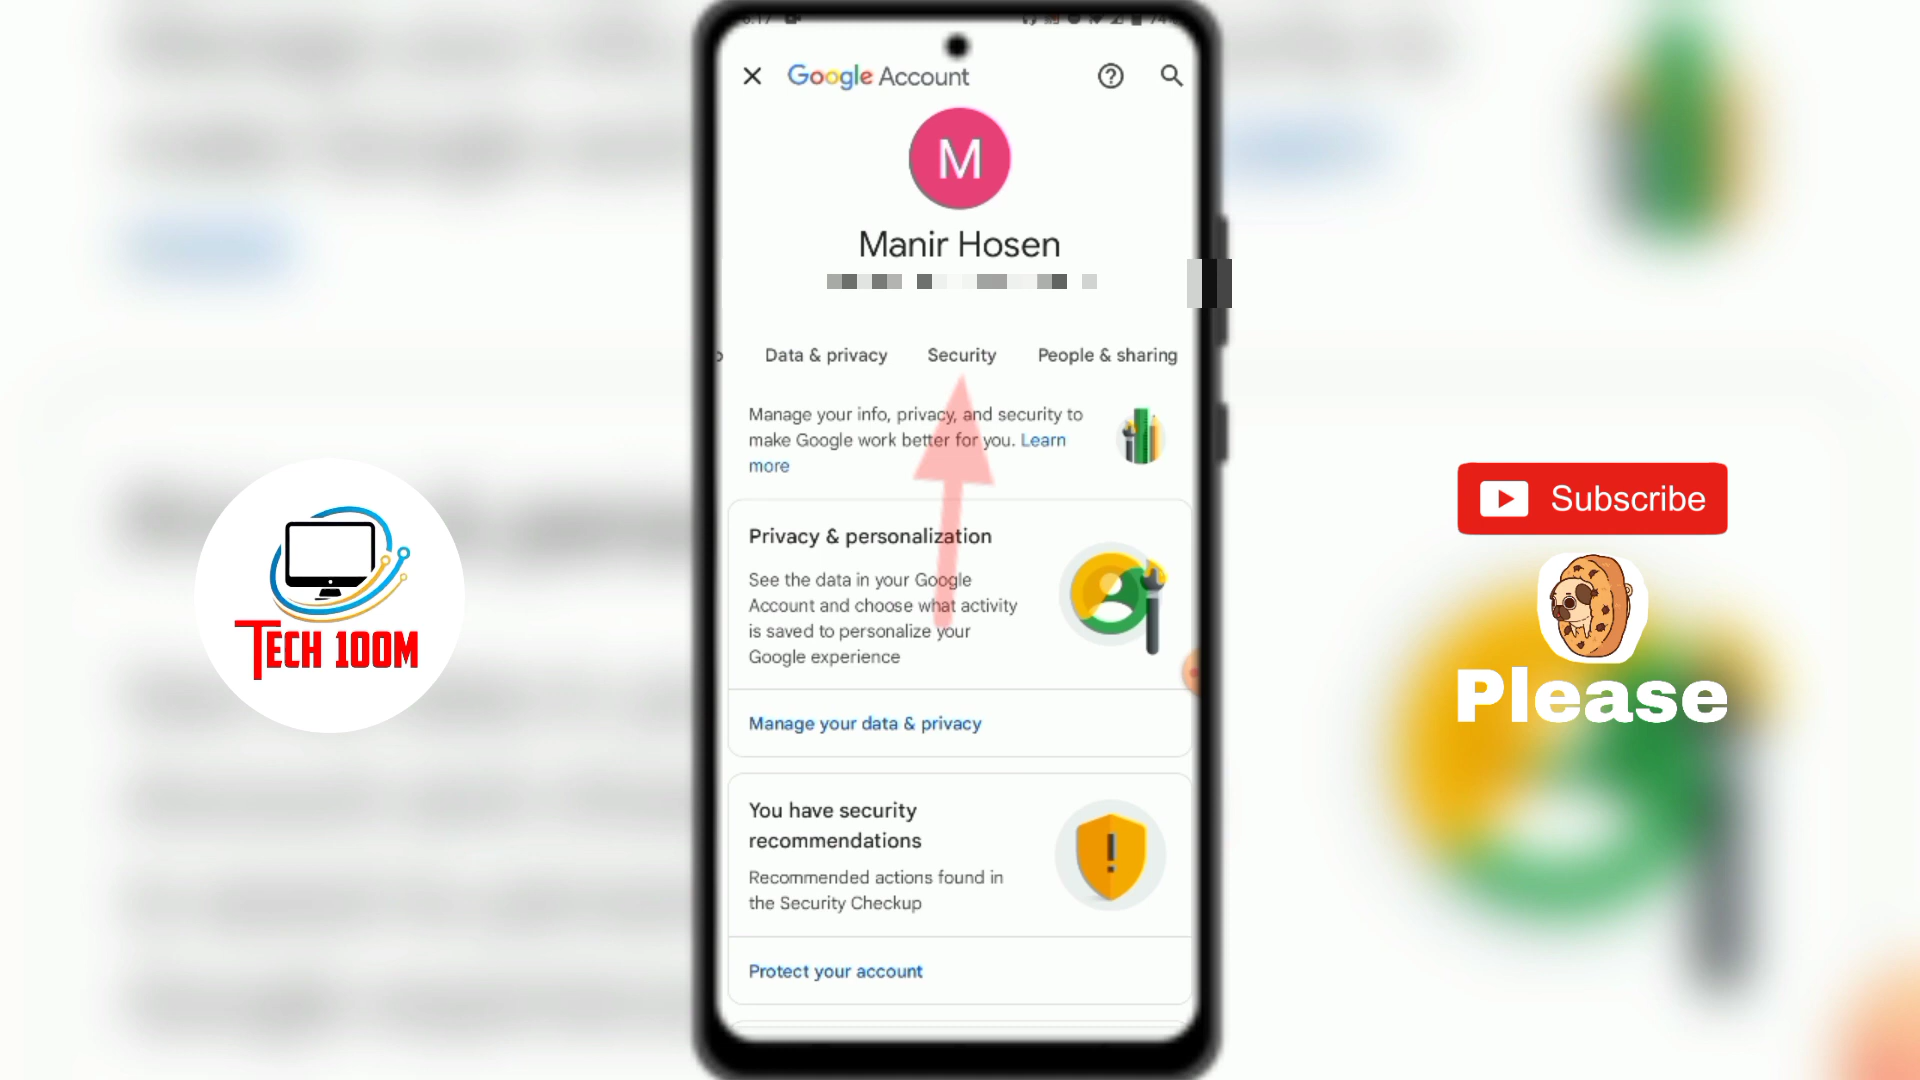 Google Account
M
Manir Hosen
Data & privacy Security People & sharing
Manage your info, privacy, and security to
make Google work better for you. Learn
more
Privacy & personalization
See the data in your Google
Account and choose what activity
is saved to personalize your
Google experience
Manage your data & privacy
You have security
recommendations
Recommended actions found in
the Security Checkup
Protect your account
TECH 100M
Subscribe
Please